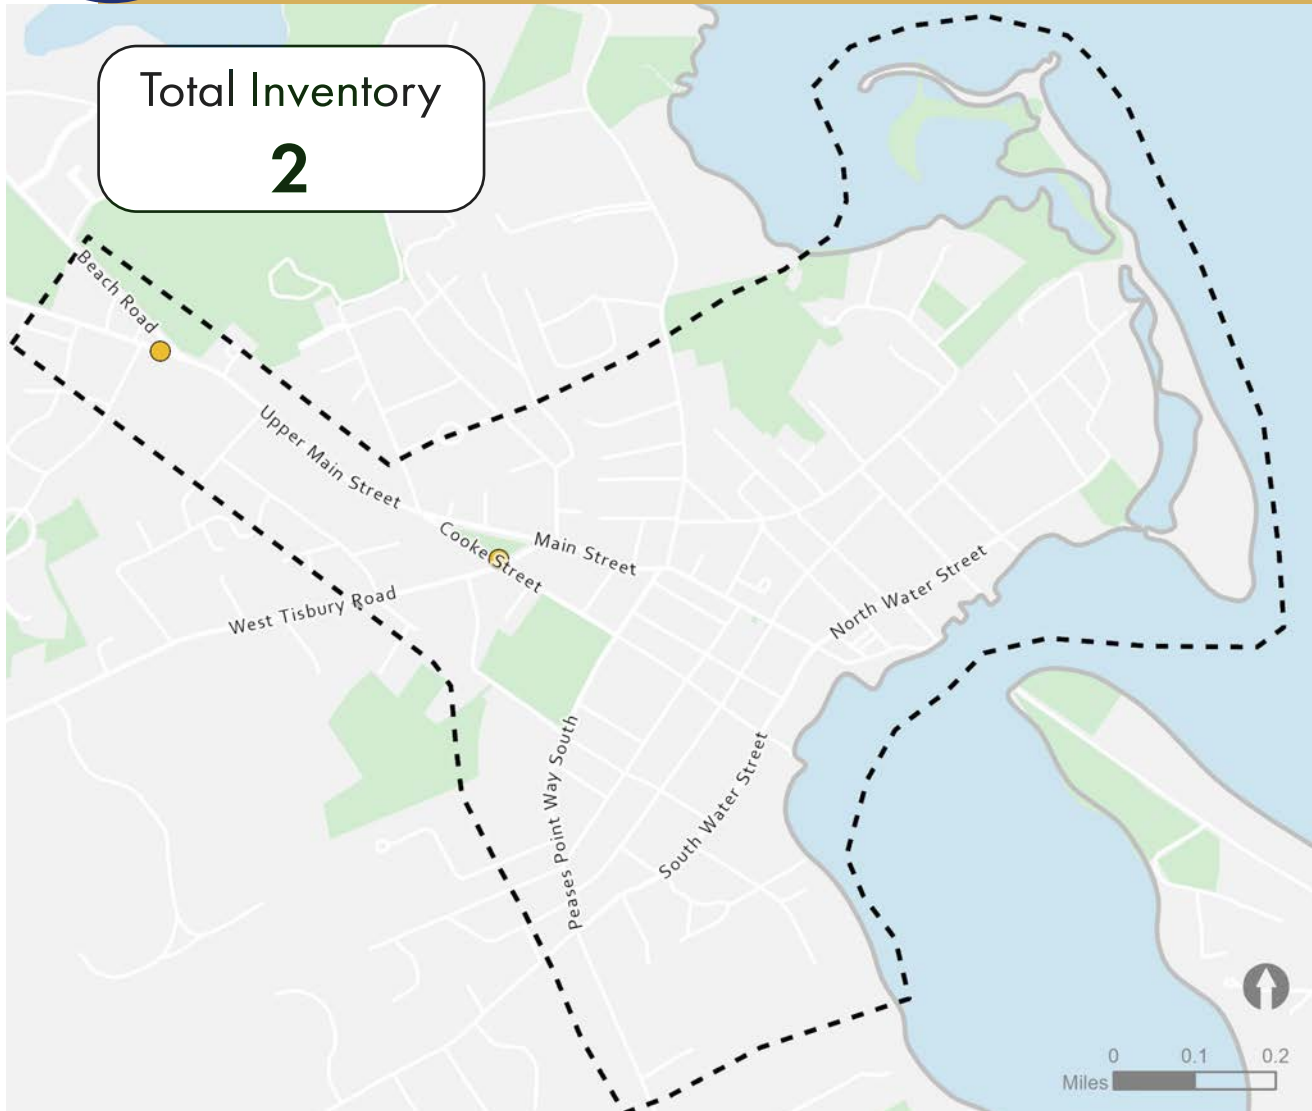 Total Inventory
2
Beach Road
Upper Main Street
Cooke Street
Main Street
West Tisbury Road
North Water Street
Peases Point Way South
South Water Street
0 0.1 0.2
Miles